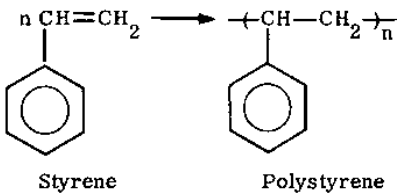 n CH=CH2 → -(-CH-CH2-)-n
Styrene Polystyrene